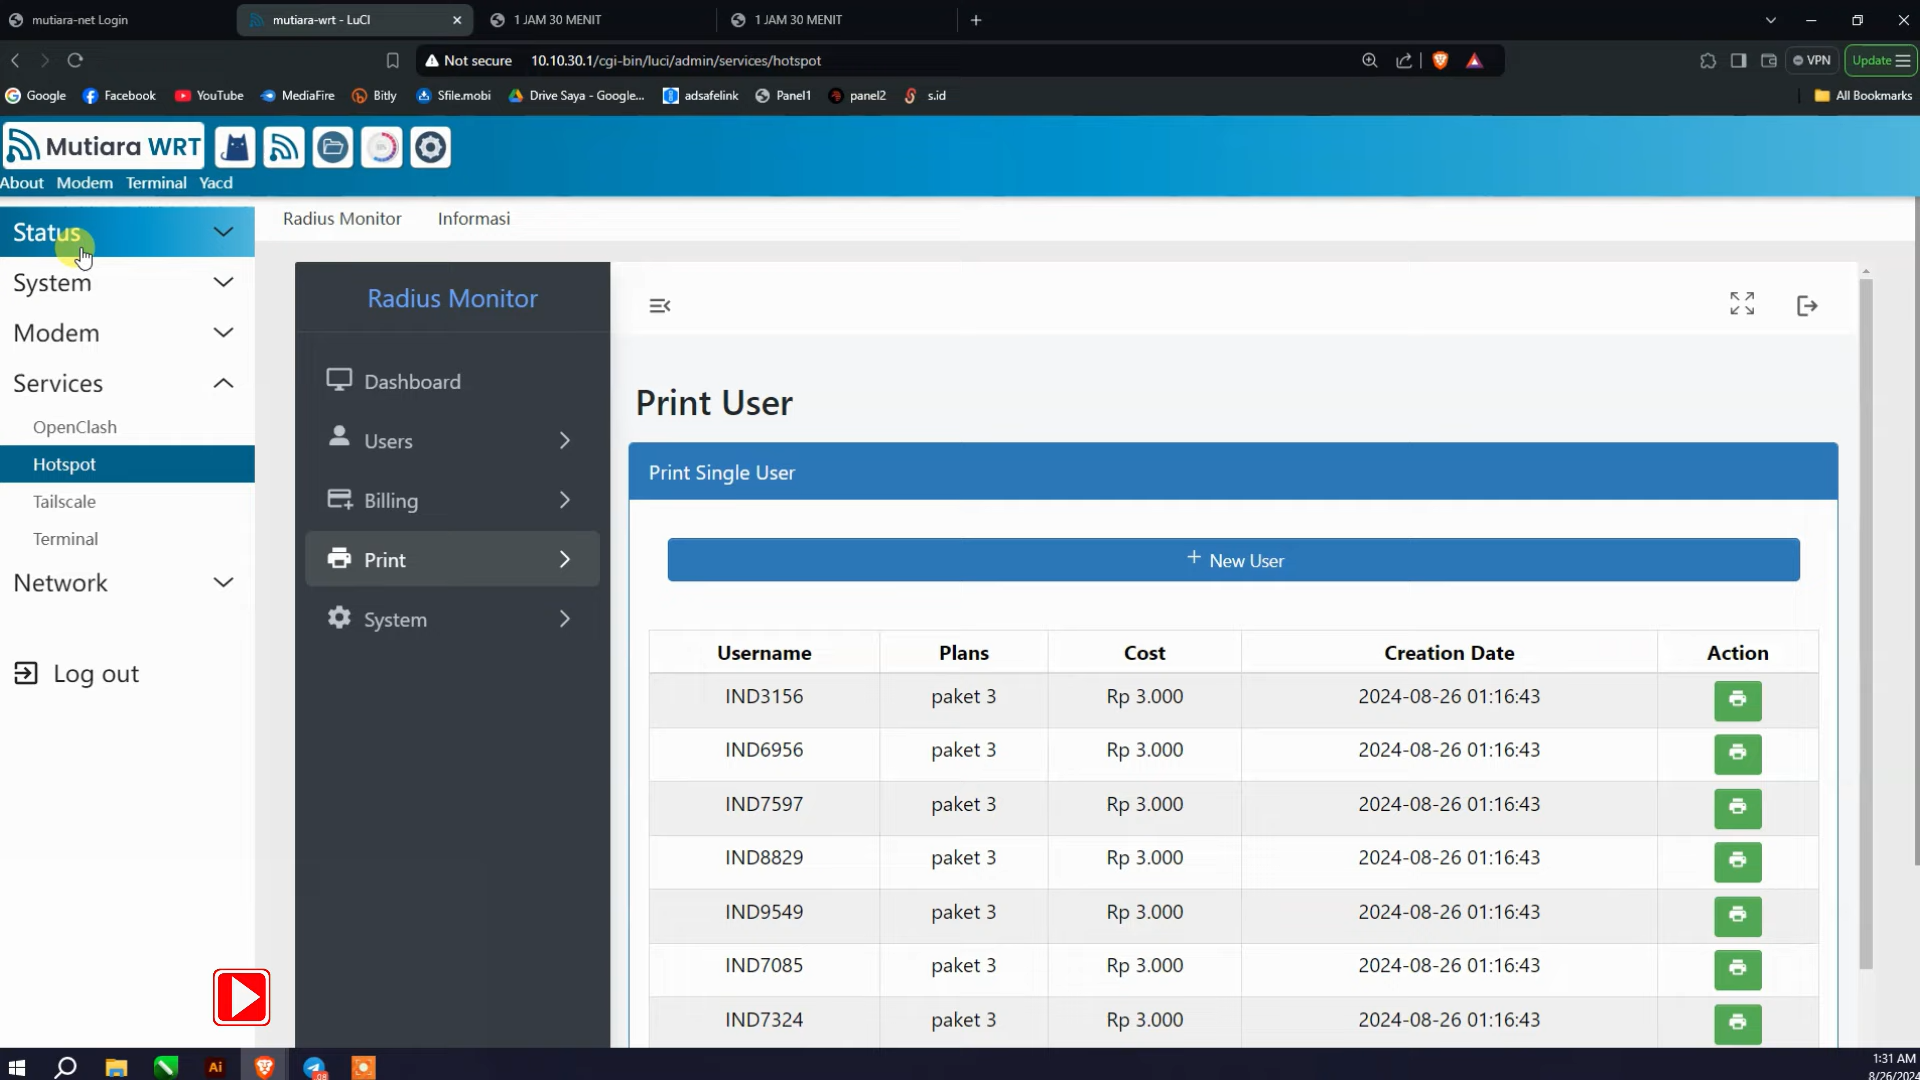 mutiara-net Login
mutiara-wrt - LuCI
1 JAM 30 MENIT
1 JAM 30 MENIT
Not secure 10.10.30.1/cgi-bin/luci/admin/services/hotspot
VPN
Update
Google Facebook YouTube MediaFire Bitly Sfile.mobi Drive Saya - Google... adsafelink Panel1 panel2 s.id All Bookmarks
Mutiara WRT
About Modem Terminal Yacd
Status
System
Modem
Services
OpenClash
Hotspot
Tailscale
Terminal
Network
Log out
Radius Monitor Informasi
Radius Monitor
Dashboard
Users
Billing
Print
System
Print User
Print Single User
+ New User
Username Plans Cost Creation Date Action
IND3156 paket 3 Rp 3.000 2024-08-26 01:16:43
IND6956 paket 3 Rp 3.000 2024-08-26 01:16:43
IND7597 paket 3 Rp 3.000 2024-08-26 01:16:43
IND8829 paket 3 Rp 3.000 2024-08-26 01:16:43
IND9549 paket 3 Rp 3.000 2024-08-26 01:16:43
IND7085 paket 3 Rp 3.000 2024-08-26 01:16:43
IND7324 paket 3 Rp 3.000 2024-08-26 01:16:43
Ai
1:31 AM
8/26/2024